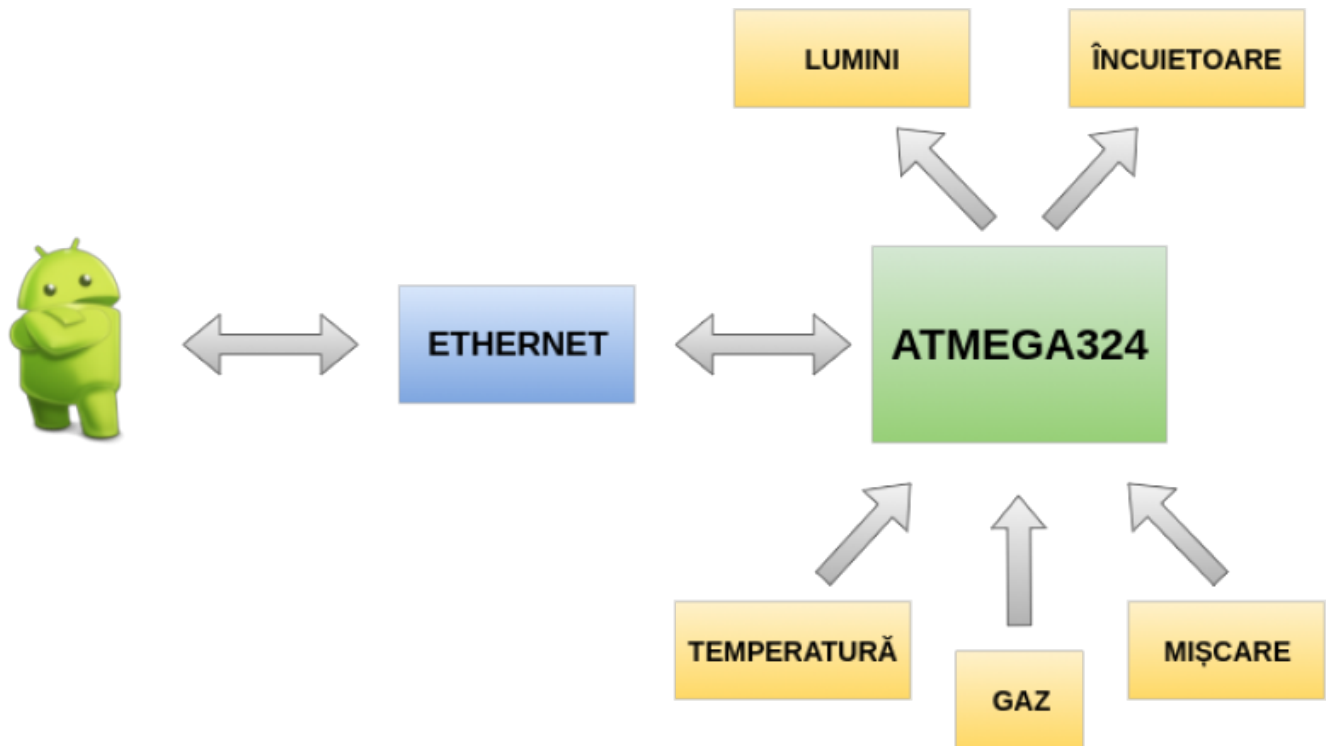 LUMINI
ÎNCUIETOARE
ETHERNET
ATMEGA324
TEMPERATURĂ
GAZ
MIȘCARE